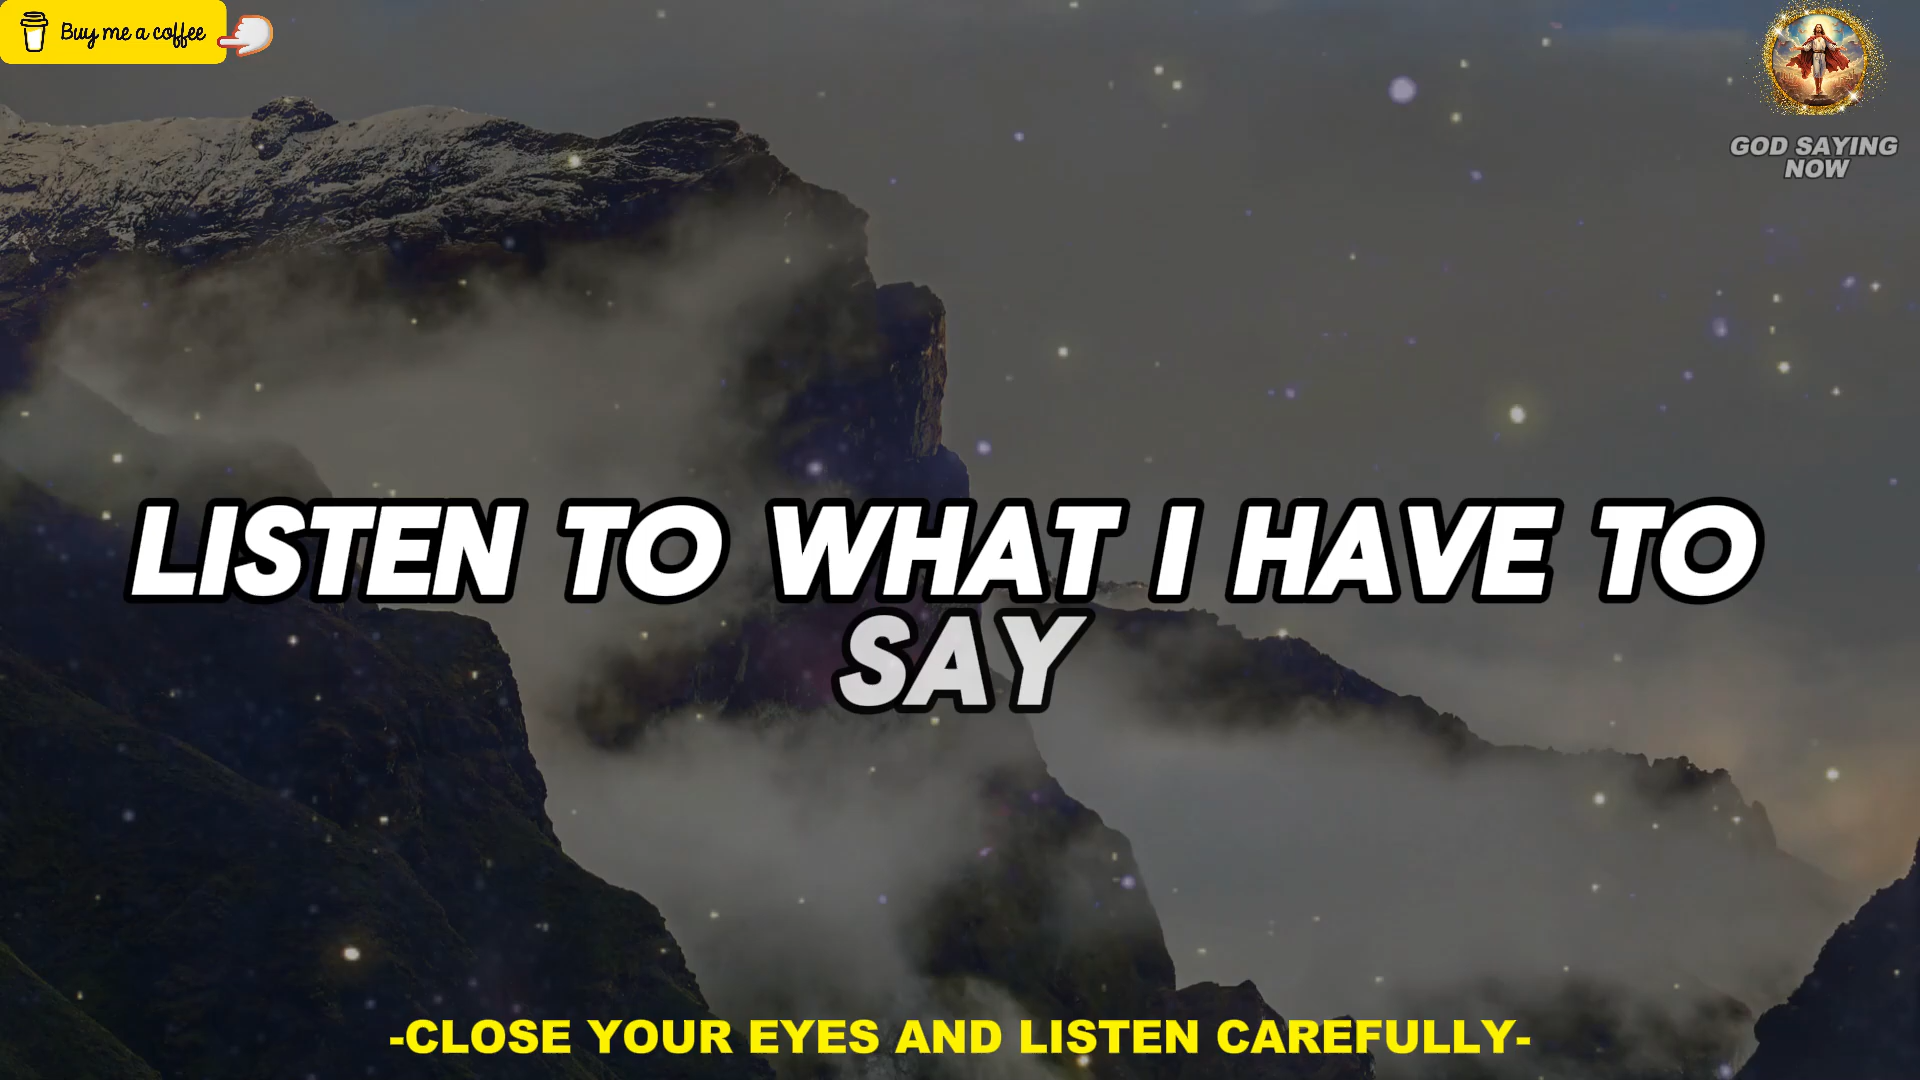 Buy me a coffee
GOD SAYING
NOW
LISTEN TO WHAT I HAVE TO
SAY
-CLOSE YOUR EYES AND LISTEN CAREFULLY-